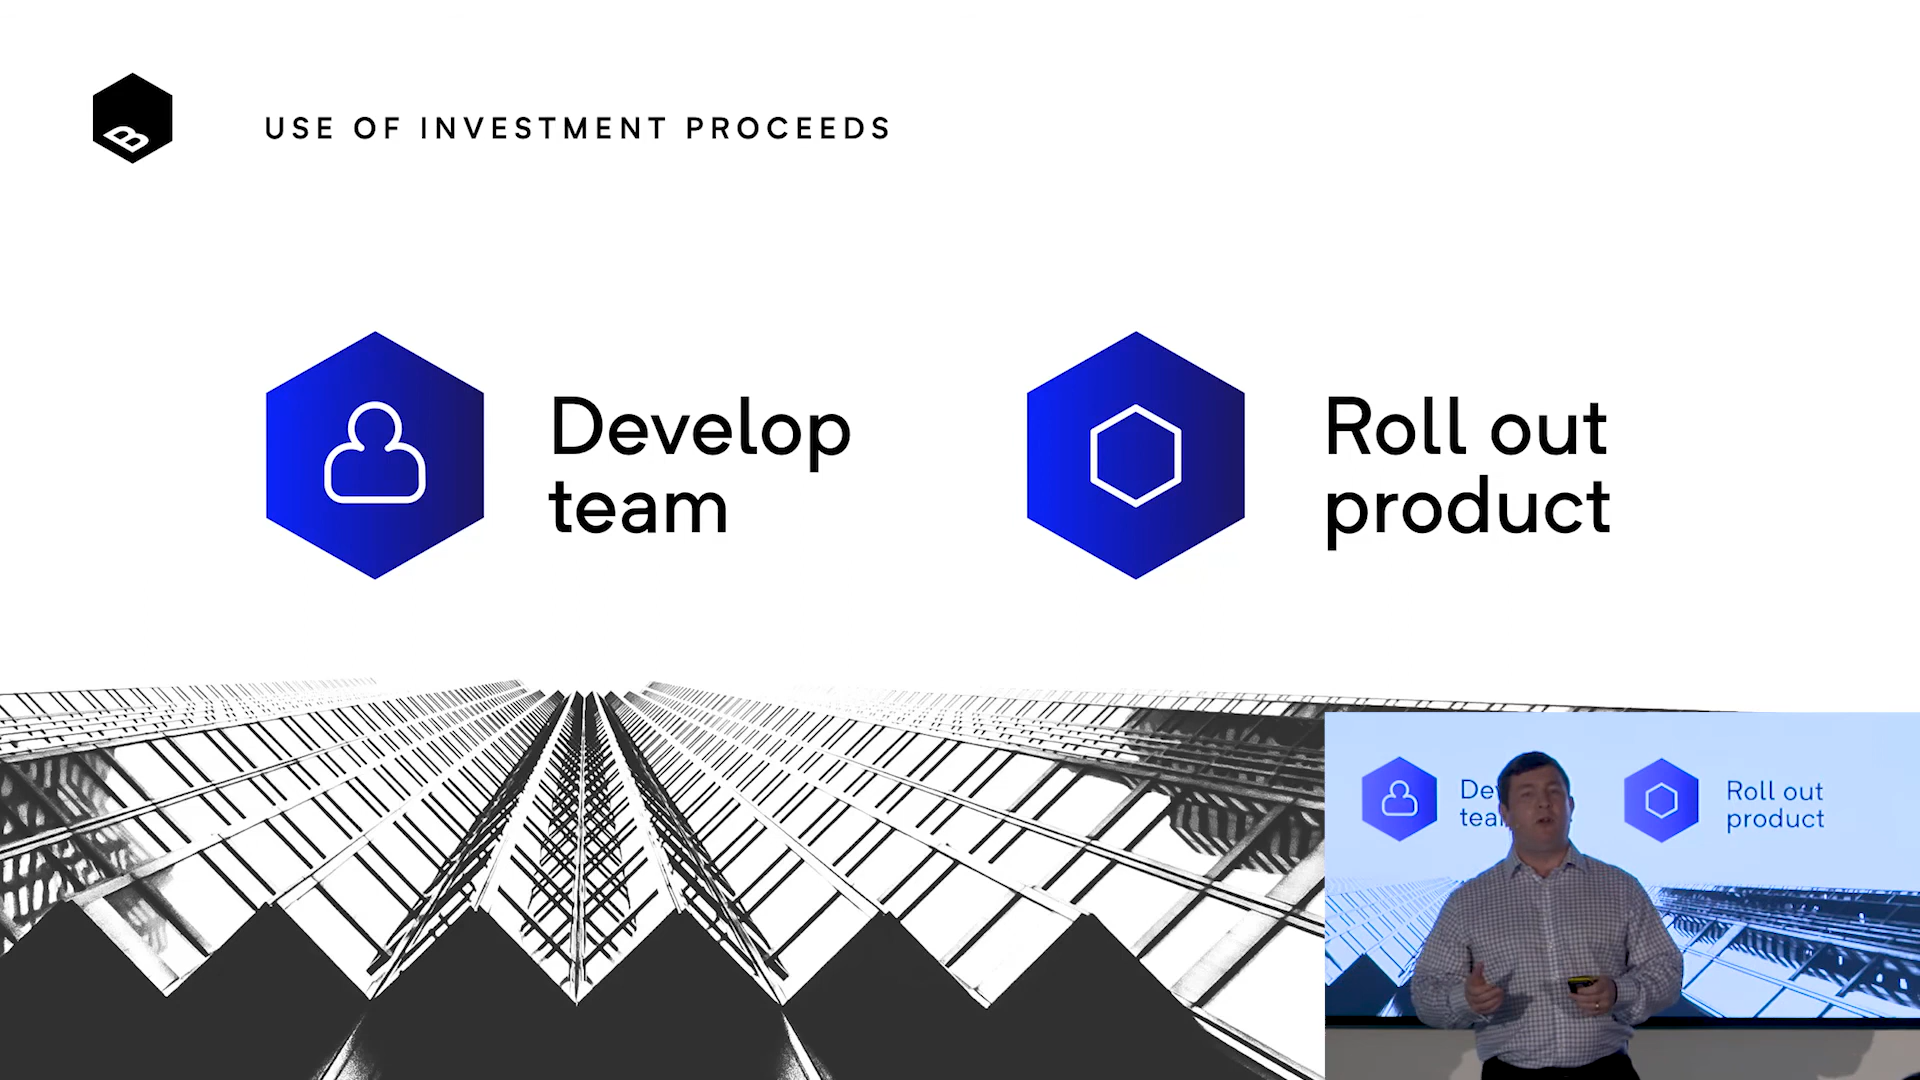 B
USE OF INVESTMENT PROCEEDS
Develop
team
Roll out
product
Roll out
product